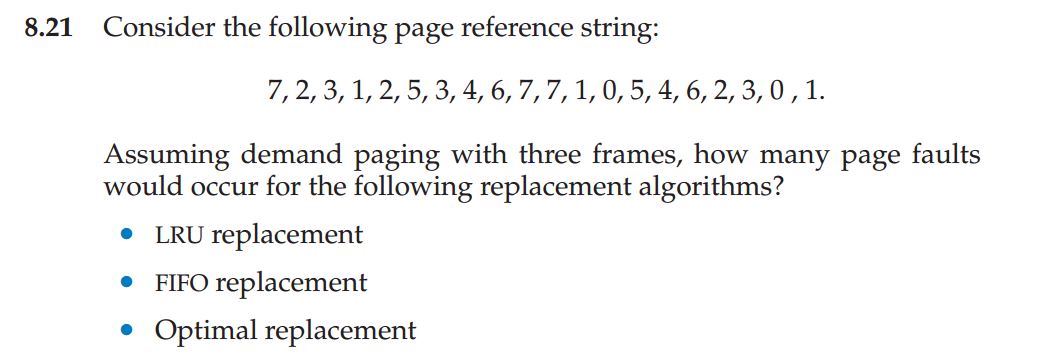 8.21 Consider the following page reference string:
7, 2, 3, 1, 2, 5, 3, 4, 6, 7, 7, 1, 0, 5, 4, 6, 2, 3, 0 , 1.
Assuming demand paging with three frames, how many page faults
would occur for the following replacement algorithms?
• LRU replacement
• FIFO replacement
• Optimal replacement